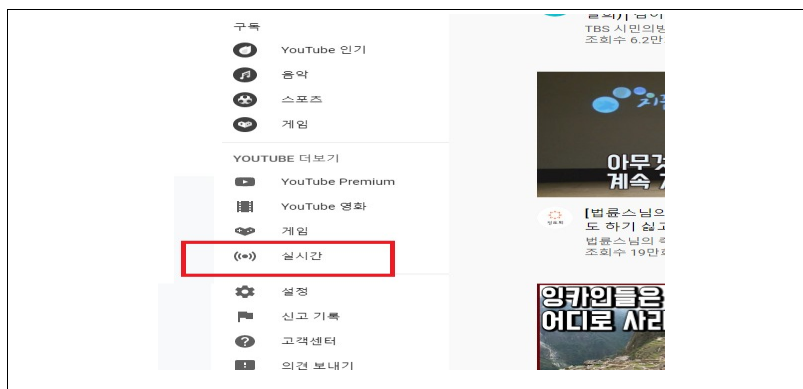 구독
YouTube 인기
음악
스포츠
게임
YOUTUBE 더보기
YouTube Premium
YouTube 영화
게임
실시간
설정
신고 기록
고객센터
의견 보내기
TBS 시민의방
조회수 6.2만
아무것
계속
[법륜스님의
도 하기 싫고
법륜스님의
조회수 19만회
잉카인들은
어디로 사라